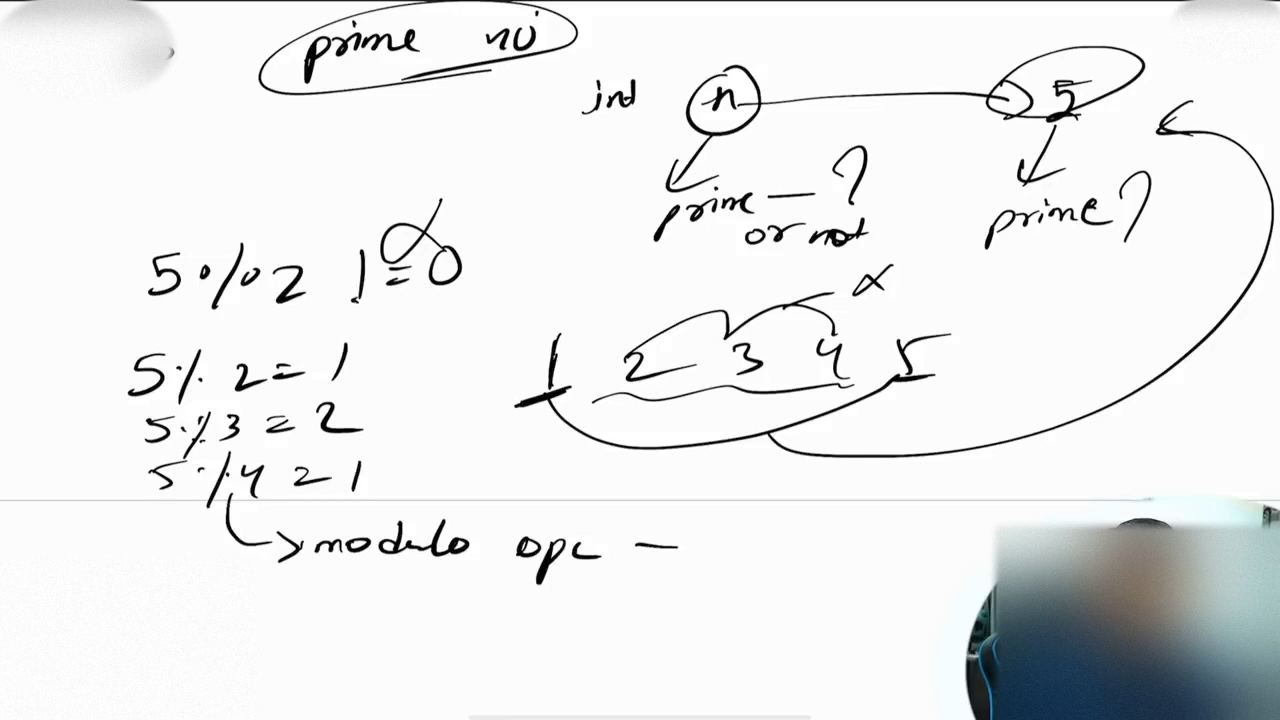 prime no
int n 5
prime — ?
or not
prime ?
5 % 2 != 0
1 2 3 4 5
5 % 2 = 1
5 % 3 = 2
5 % 4 = 1
modulo ope —